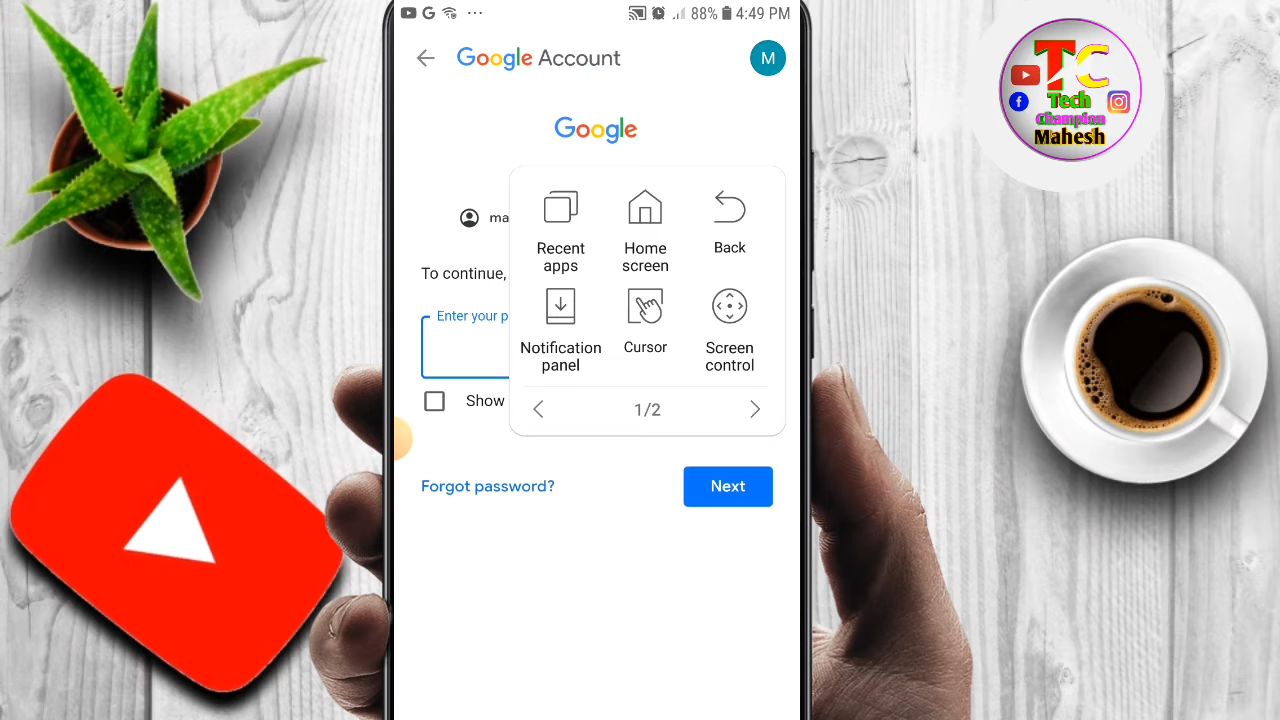 88% 4:49 PM
Google Account
M
Google
ma
To continue,
Enter your p
Show
Recent apps
Home screen
Back
Notification panel
Cursor
Screen control
1/2
Forgot password?
Next
TC
Tech
Champion
Mahesh